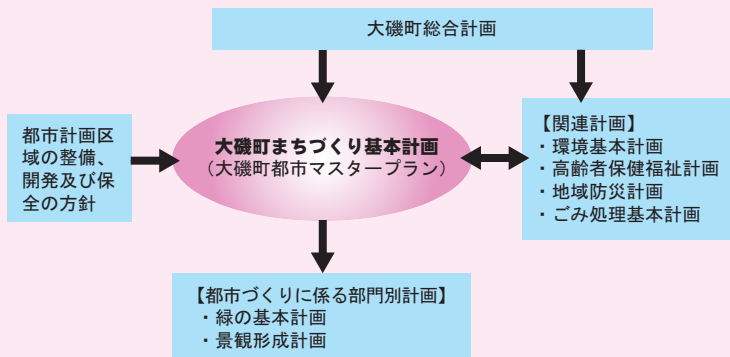 大磯町総合計画
都市計画区
域の整備、
開発及び保
全の方針
大磯町まちづくり基本計画
（大磯町都市マスタープラン）
【関連計画】
・環境基本計画
・高齢者保健福祉計画
・地域防災計画
・ごみ処理基本計画
【都市づくりに係る部門別計画】
・緑の基本計画
・景観形成計画